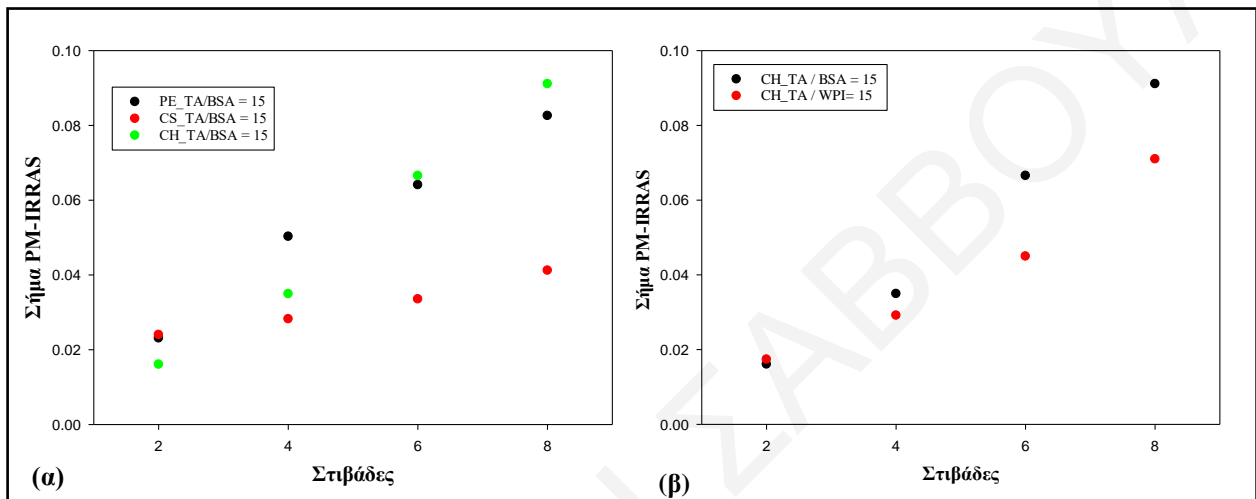 0.10
0.08
0.06
0.04
0.02
0.00
Σήμα PM-IRRAS
PE_TA/BSA = 15
CS_TA/BSA = 15
CH_TA/BSA = 15
2 4 6 8
(α)
Στιβάδες
0.10
0.08
0.06
0.04
0.02
0.00
Σήμα PM-IRRAS
CH_TA / BSA = 15
CH_TA / WPI= 15
2 4 6 8
(β)
Στιβάδες
ΣΑΒΒΟΥ